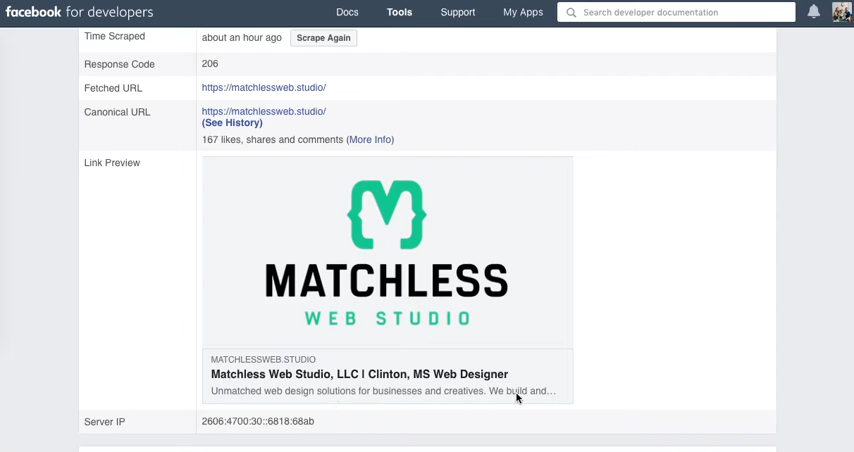 facebook for developers
Docs Tools Support My Apps Search developer documentation
Time Scraped about an hour ago Scrape Again
Response Code 206
Fetched URL https://matchlessweb.studio/
Canonical URL https://matchlessweb.studio/
(See History)
167 likes, shares and comments (More Info)
Link Preview
MATCHLESS
WEB STUDIO
MATCHLESSWEB.STUDIO
Matchless Web Studio, LLC | Clinton, MS Web Designer
Unmatched web design solutions for businesses and creatives. We build and…
Server IP 2606:4700:30::6818:68ab